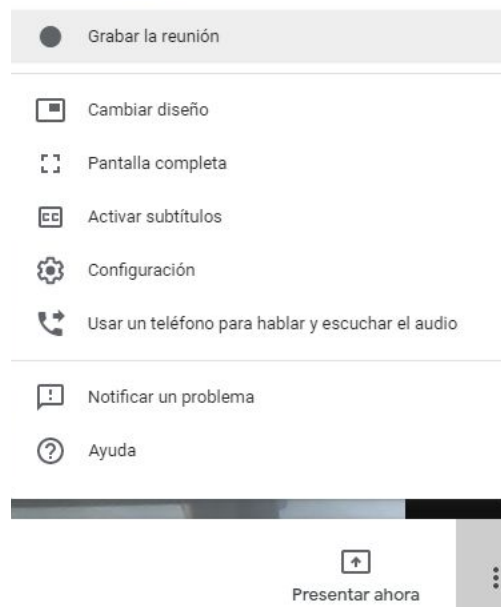 Grabar la reunión
Cambiar diseño
Pantalla completa
Activar subtítulos
Configuración
Usar un teléfono para hablar y escuchar el audio
Notificar un problema
Ayuda
Presentar ahora